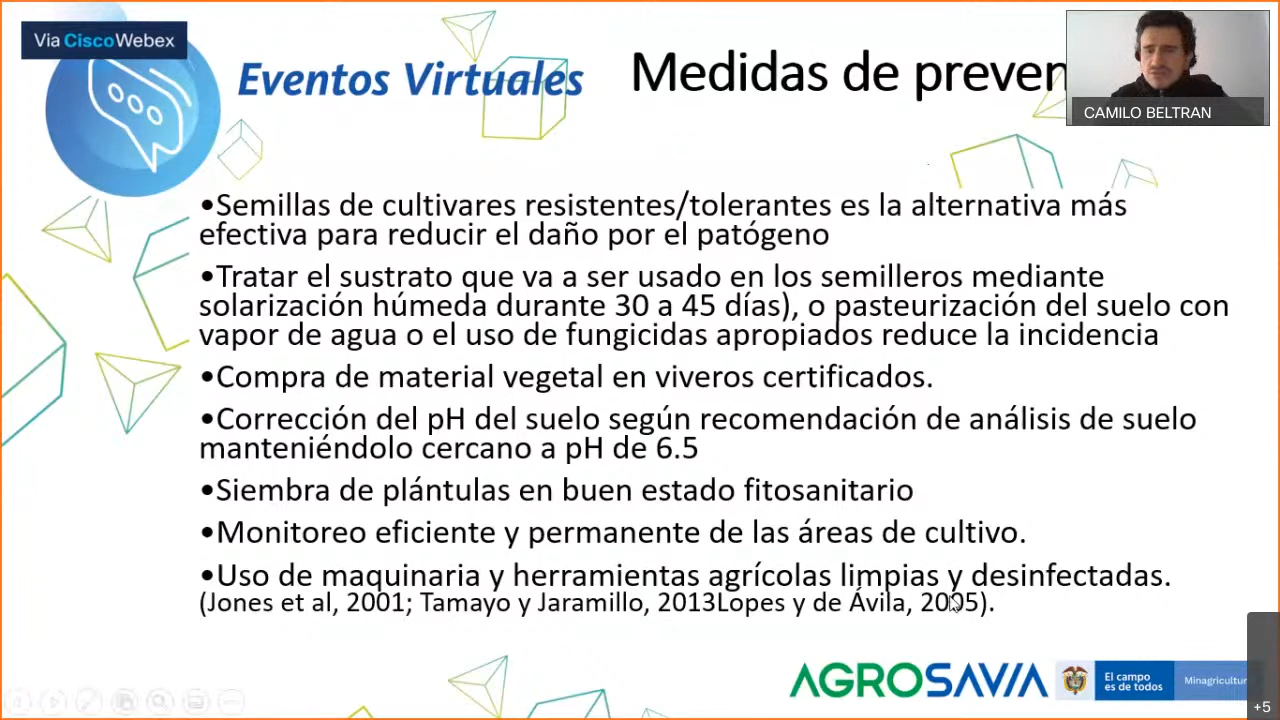 Via Cisco Webex
Eventos Virtuales
Medidas de preven
CAMILO BELTRAN
•Semillas de cultivares resistentes/tolerantes es la alternativa más
efectiva para reducir el daño por el patógeno
•Tratar el sustrato que va a ser usado en los semilleros mediante
solarización húmeda durante 30 a 45 días), o pasteurización del suelo con
vapor de agua o el uso de fungicidas apropiados reduce la incidencia
•Compra de material vegetal en viveros certificados.
•Corrección del pH del suelo según recomendación de análisis de suelo
manteniéndolo cercano a pH de 6.5
•Siembra de plántulas en buen estado fitosanitario
•Monitoreo eficiente y permanente de las áreas de cultivo.
•Uso de maquinaria y herramientas agrícolas limpias y desinfectadas.
(Jones et al, 2001; Tamayo y Jaramillo, 2013Lopes y de Ávila, 2005).
AGROSAVIA
El campo
es de todos
Minagricultur
+5